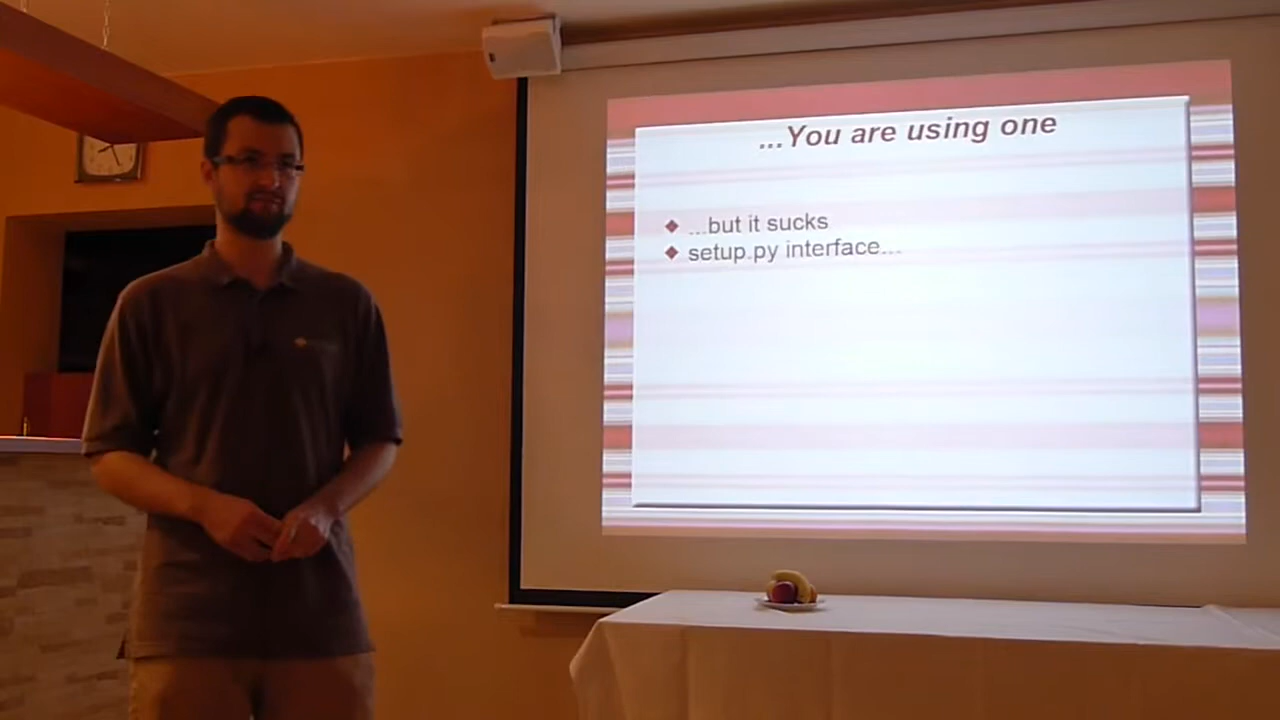 ...You are using one
...but it sucks
setup.py interface...